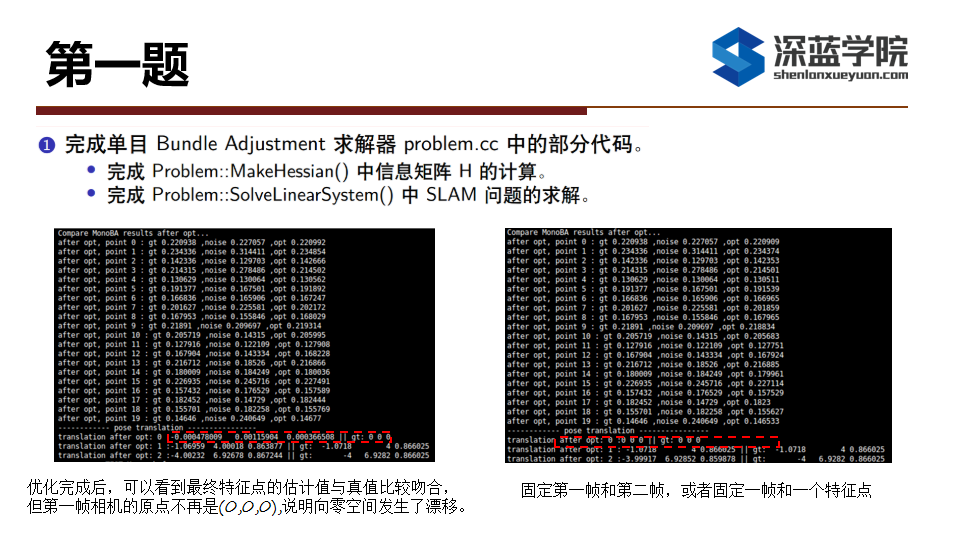 第一题
深蓝学院
shenlanxueyuan.com
1 完成单目 Bundle Adjustment 求解器 problem.cc 中的部分代码。
• 完成 Problem::MakeHessian() 中信息矩阵 H 的计算。
• 完成 Problem::SolveLinearSystem() 中 SLAM 问题的求解。
Compare MonoBA results after opt...
after opt, point 0 : gt 0.220938 ,noise 0.227057 ,opt 0.220992
after opt, point 1 : gt 0.234336 ,noise 0.314411 ,opt 0.234854
after opt, point 2 : gt 0.142336 ,noise 0.129703 ,opt 0.142666
after opt, point 3 : gt 0.214315 ,noise 0.278486 ,opt 0.214502
after opt, point 4 : gt 0.130629 ,noise 0.130064 ,opt 0.130562
after opt, point 5 : gt 0.191377 ,noise 0.167501 ,opt 0.191892
after opt, point 6 : gt 0.166836 ,noise 0.165906 ,opt 0.167247
after opt, point 7 : gt 0.201627 ,noise 0.225581 ,opt 0.202172
after opt, point 8 : gt 0.167953 ,noise 0.155846 ,opt 0.168029
after opt, point 9 : gt 0.21891 ,noise 0.209697 ,opt 0.219314
after opt, point 10 : gt 0.205719 ,noise 0.14315 ,opt 0.205995
after opt, point 11 : gt 0.127916 ,noise 0.122109 ,opt 0.127908
after opt, point 12 : gt 0.167904 ,noise 0.143334 ,opt 0.168228
after opt, point 13 : gt 0.216712 ,noise 0.18526 ,opt 0.216866
after opt, point 14 : gt 0.180009 ,noise 0.184249 ,opt 0.180036
after opt, point 15 : gt 0.226935 ,noise 0.245716 ,opt 0.227491
after opt, point 16 : gt 0.157432 ,noise 0.176529 ,opt 0.157589
after opt, point 17 : gt 0.182452 ,noise 0.14729 ,opt 0.182444
after opt, point 18 : gt 0.155701 ,noise 0.182258 ,opt 0.155769
after opt, point 19 : gt 0.14646 ,noise 0.240649 ,opt 0.14677
------------ pose translation ----------------
translation after opt: 0 :-0.000478009 0.00115904 0.000366508 || gt: 0 0 0
translation after opt: 1 :-1.06959 4.00018 0.863877 || gt: -1.0718 4 0.866025
translation after opt: 2 :-4.00232 6.92678 0.867244 || gt: -4 6.9282 0.866025
Compare MonoBA results after opt...
after opt, point 0 : gt 0.220938 ,noise 0.227057 ,opt 0.220909
after opt, point 1 : gt 0.234336 ,noise 0.314411 ,opt 0.234374
after opt, point 2 : gt 0.142336 ,noise 0.129703 ,opt 0.142353
after opt, point 3 : gt 0.214315 ,noise 0.278486 ,opt 0.214501
after opt, point 4 : gt 0.130629 ,noise 0.130064 ,opt 0.130511
after opt, point 5 : gt 0.191377 ,noise 0.167501 ,opt 0.191539
after opt, point 6 : gt 0.166836 ,noise 0.165906 ,opt 0.166965
after opt, point 7 : gt 0.201627 ,noise 0.225581 ,opt 0.201859
after opt, point 8 : gt 0.167953 ,noise 0.155846 ,opt 0.167965
after opt, point 9 : gt 0.21891 ,noise 0.209697 ,opt 0.218834
after opt, point 10 : gt 0.205719 ,noise 0.14315 ,opt 0.205683
after opt, point 11 : gt 0.127916 ,noise 0.122109 ,opt 0.127751
after opt, point 12 : gt 0.167904 ,noise 0.143334 ,opt 0.167924
after opt, point 13 : gt 0.216712 ,noise 0.18526 ,opt 0.216885
after opt, point 14 : gt 0.180009 ,noise 0.184249 ,opt 0.179961
after opt, point 15 : gt 0.226935 ,noise 0.245716 ,opt 0.227114
after opt, point 16 : gt 0.157432 ,noise 0.176529 ,opt 0.157529
after opt, point 17 : gt 0.182452 ,noise 0.14729 ,opt 0.1823
after opt, point 18 : gt 0.155701 ,noise 0.182258 ,opt 0.155627
after opt, point 19 : gt 0.14646 ,noise 0.240649 ,opt 0.146533
------------ pose translation ----------------
translation after opt: 0 :0 0 0 || gt: 0 0 0
translation after opt: 1 :-1.0718 4 0.866025 || gt: -1.0718 4 0.866025
translation after opt: 2 :-3.99917 6.92852 0.859878 || gt: -4 6.9282 0.866025
优化完成后，可以看到最终特征点的估计值与真值比较吻合，
但第一帧相机的原点不再是(0,0,0),说明向零空间发生了漂移。
固定第一帧和第二帧，或者固定一帧和一个特征点